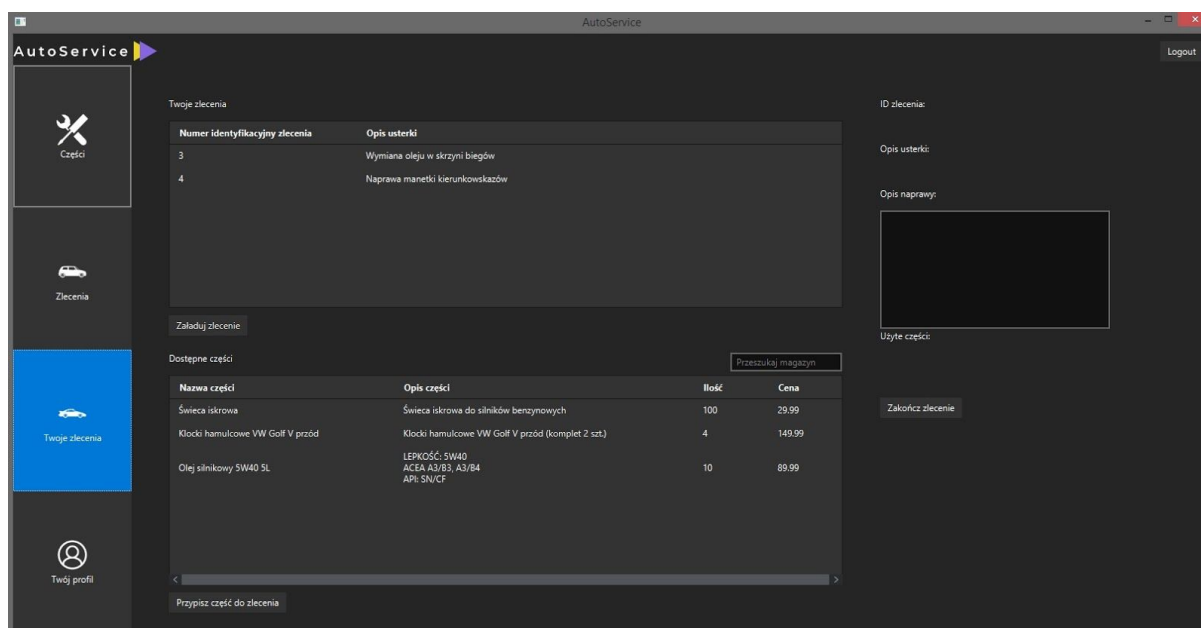 AutoService
AutoService
Logout
Części
Zlecenia
Twoje zlecenia
Twój profil
Twoje zlecenia
Numer identyfikacyjny zlecenia Opis usterki
3 Wymiana oleju w skrzyni biegów
4 Naprawa manetki kierunkowskazów
Załaduj zlecenie
Dostępne części Przeszukaj magazyn
Nazwa części Opis części Ilość Cena
Świeca iskrowa Świeca iskrowa do silników benzynowych 100 29.99
Klocki hamulcowe VW Golf V przód Klocki hamulcowe VW Golf V przód (komplet 2 szt.) 4 149.99
LEPKOŚĆ: 5W40
Olej silnikowy 5W40 5L ACEA A3/B3, A3/B4 10 89.99
API: SN/CF
Przypisz część do zlecenia
ID zlecenia:
Opis usterki:
Opis naprawy:
Użyte części:
Zakończ zlecenie